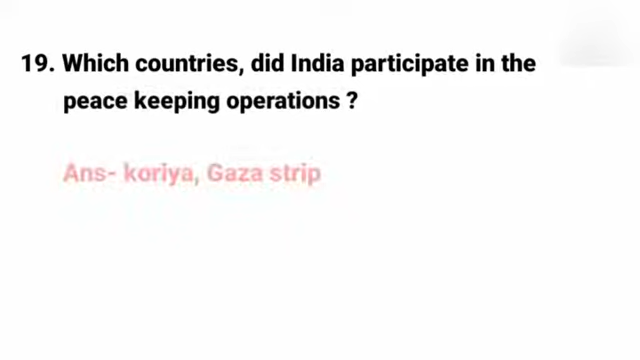 19. Which countries, did India participate in the
peace keeping operations ?
Ans- koriya, Gaza strip